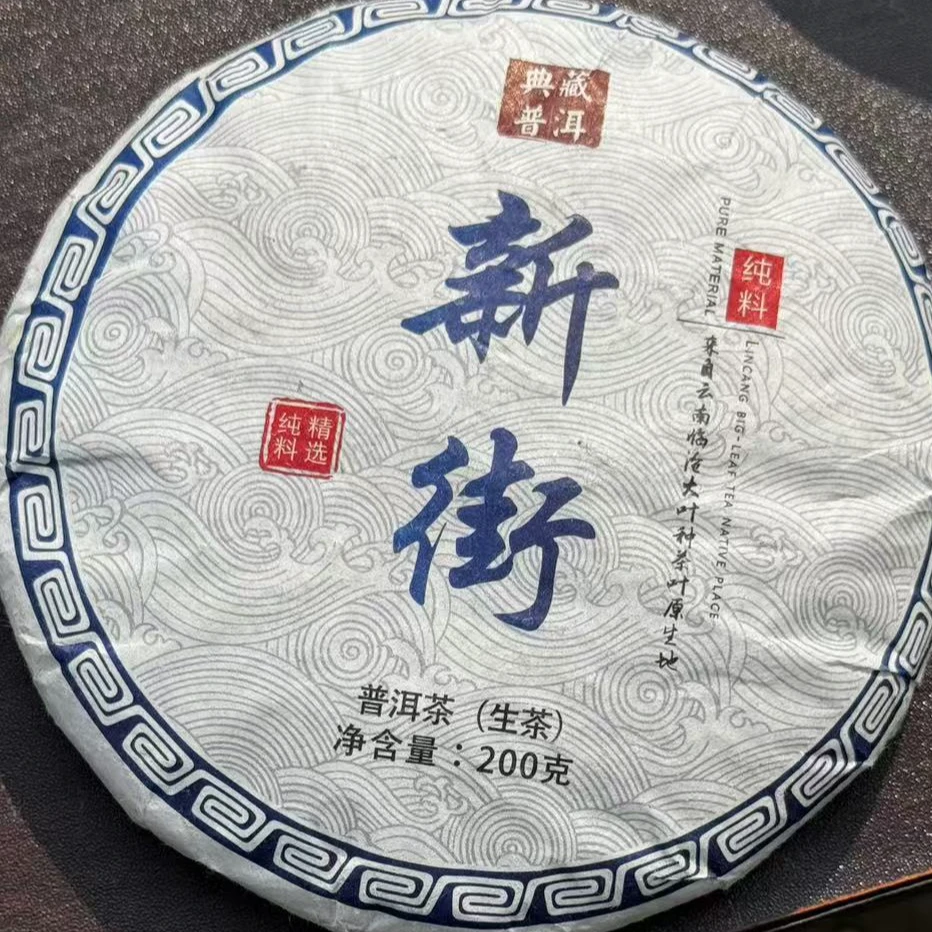 典藏
普洱
新街
PURE MATERIAL
纯料
LINCANG BIG-LEAF TEA NATIVE PLACE
来自云南临沧大叶种茶叶原生地
精选
纯料
普洱茶（生茶）
净含量：200克